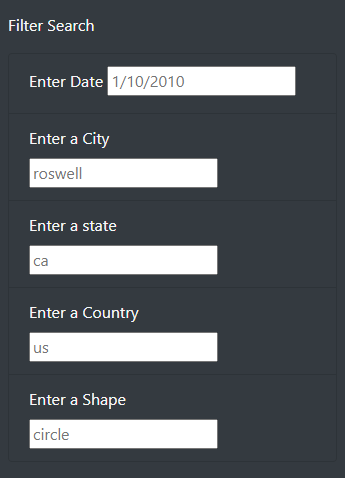 Filter Search
Enter Date 1/10/2010
Enter a City
roswell
Enter a state
ca
Enter a Country
us
Enter a Shape
circle